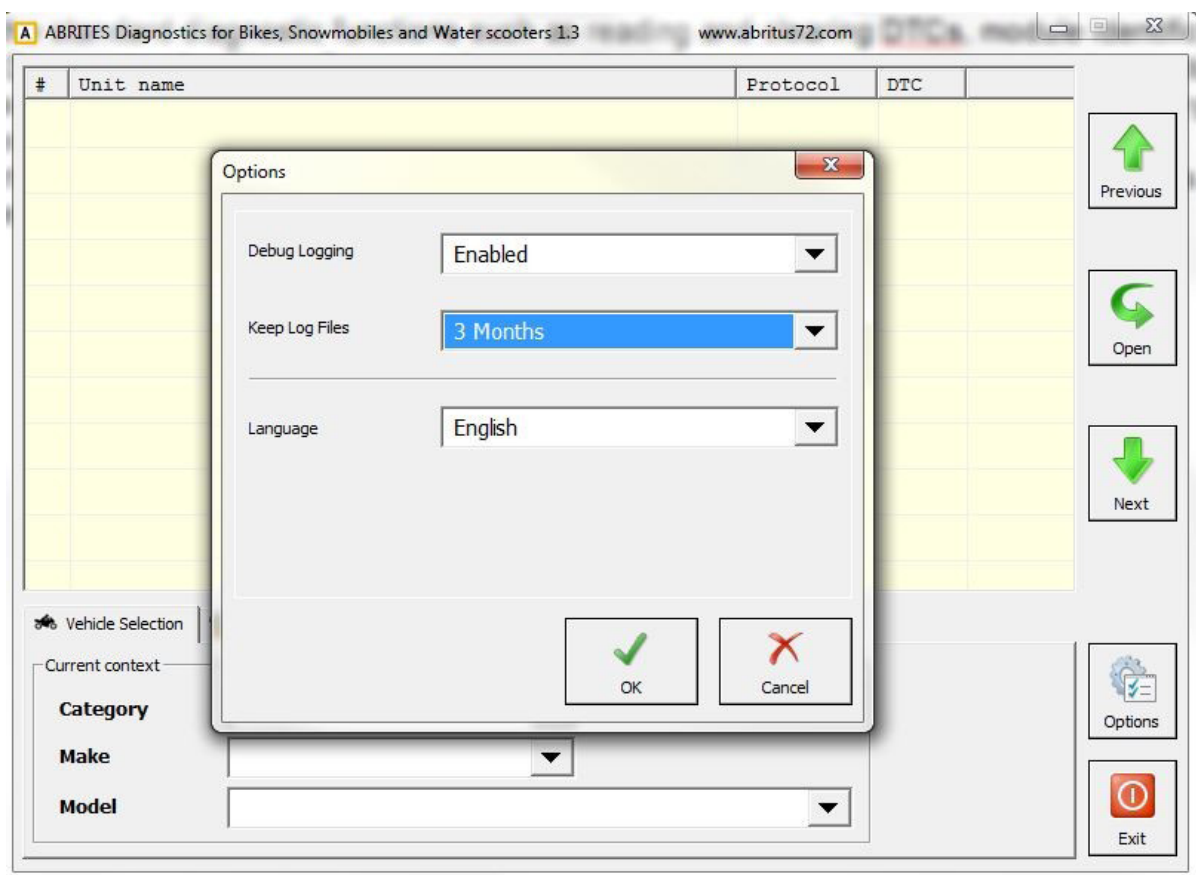 A ABRITES Diagnostics for Bikes, Snowmobiles and Water scooters 1.3 www.abritus72.com
# Unit name Protocol DTC
Options
Previous
Debug Logging Enabled
Keep Log Files 3 Months
Open
Language English
Next
Vehicle Selection
Current context
OK
Cancel
Category
Options
Make
Model
Exit